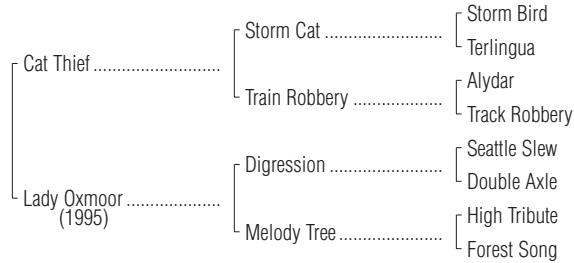 Storm Bird
Storm Cat ......................
Terlingua
Cat Thief ........................
Alydar
Train Robbery .................
Track Robbery
Seattle Slew
Digression ......................
Double Axle
Lady Oxmoor ..................
(1995)
High Tribute
Melody Tree ...................
Forest Song